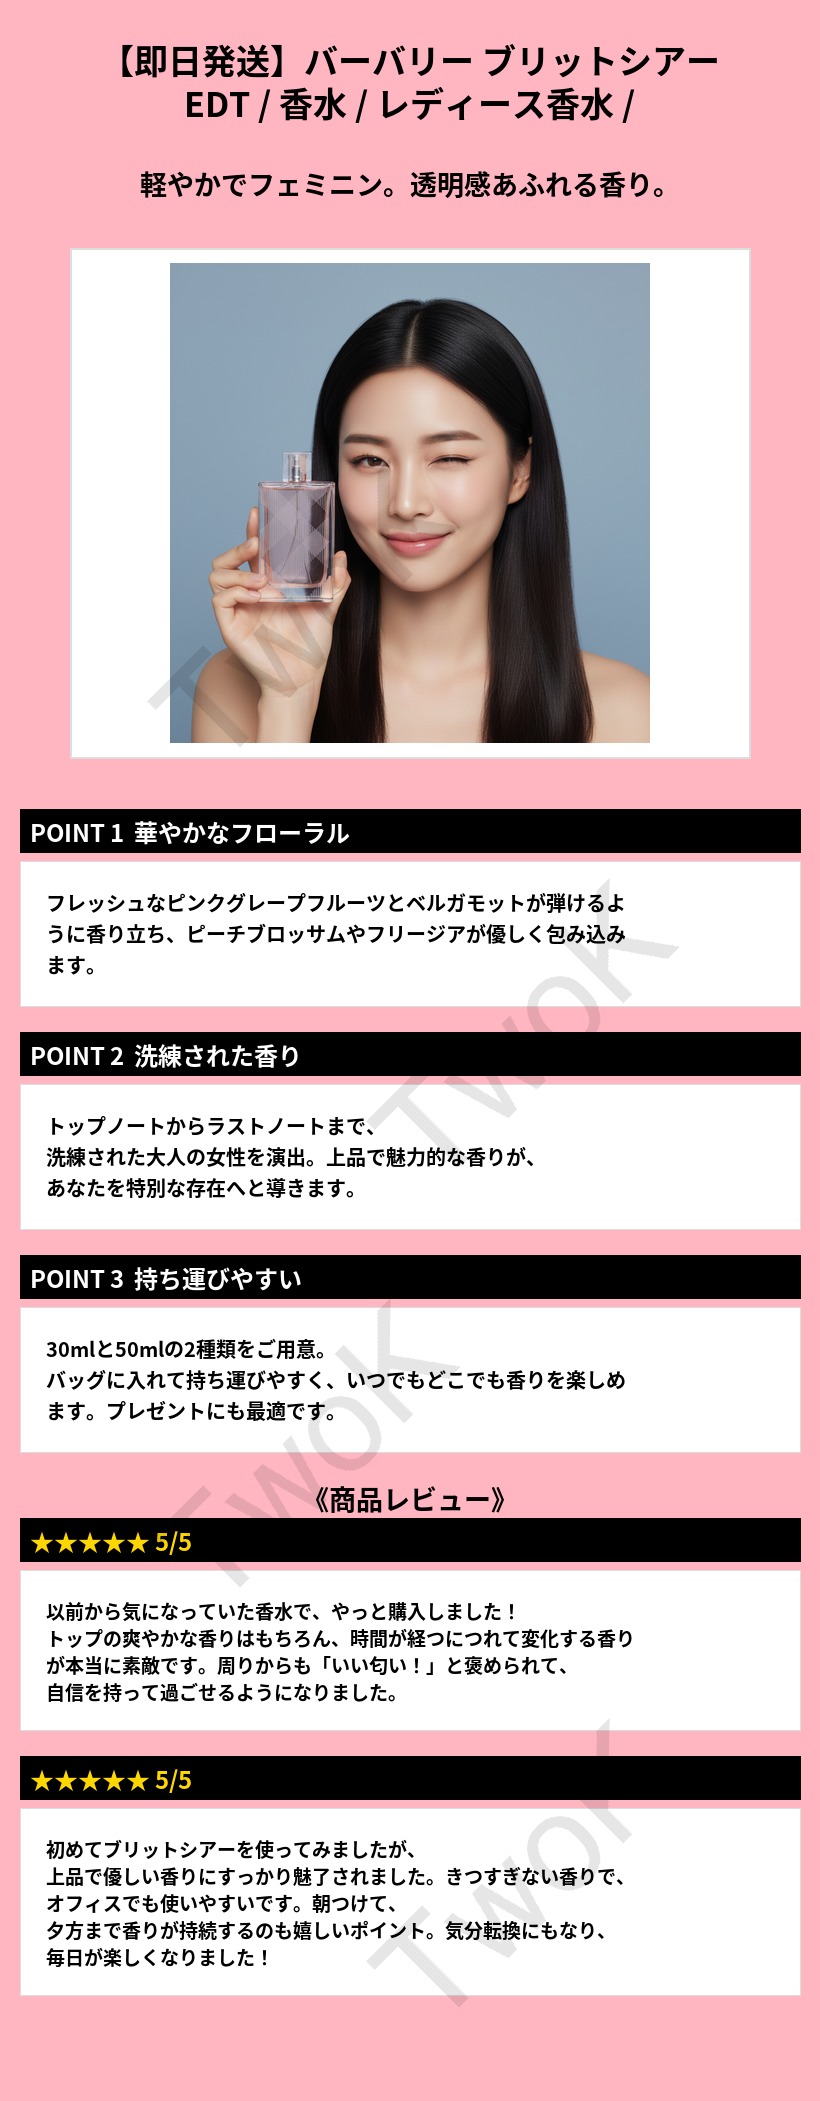 【即日発送】バーバリー ブリットシアー
EDT / 香水 / レディース香水 /
軽やかでフェミニン。透明感あふれる香り。
POINT 1 華やかなフローラル
フレッシュなピンクグレープフルーツとベルガモットが弾けるよ
うに香り立ち、ピーチブロッサムやフリージアが優しく包み込み
ます。
POINT 2 洗練された香り
トップノートからラストノートまで、
洗練された大人の女性を演出。上品で魅力的な香りが、
あなたを特別な存在へと導きます。
POINT 3 持ち運びやすい
30mlと50mlの2種類をご用意。
バッグに入れて持ち運びやすく、いつでもどこでも香りを楽しめ
ます。プレゼントにも最適です。
《商品レビュー》
★★★★★ 5/5
以前から気になっていた香水で、やっと購入しました！
トップの爽やかな香りはもちろん、時間が経つにつれて変化する香り
が本当に素敵です。周りからも「いい匂い！」と褒められて、
自信を持って過ごせるようになりました。
★★★★★ 5/5
初めてブリットシアーを使ってみましたが、
上品で優しい香りにすっかり魅了されました。きつすぎない香りで、
オフィスでも使いやすいです。朝つけて、
夕方まで香りが持続するのも嬉しいポイント。気分転換にもなり、
毎日が楽しくなりました！
TwoK
TwoK
TwoK
TwoK